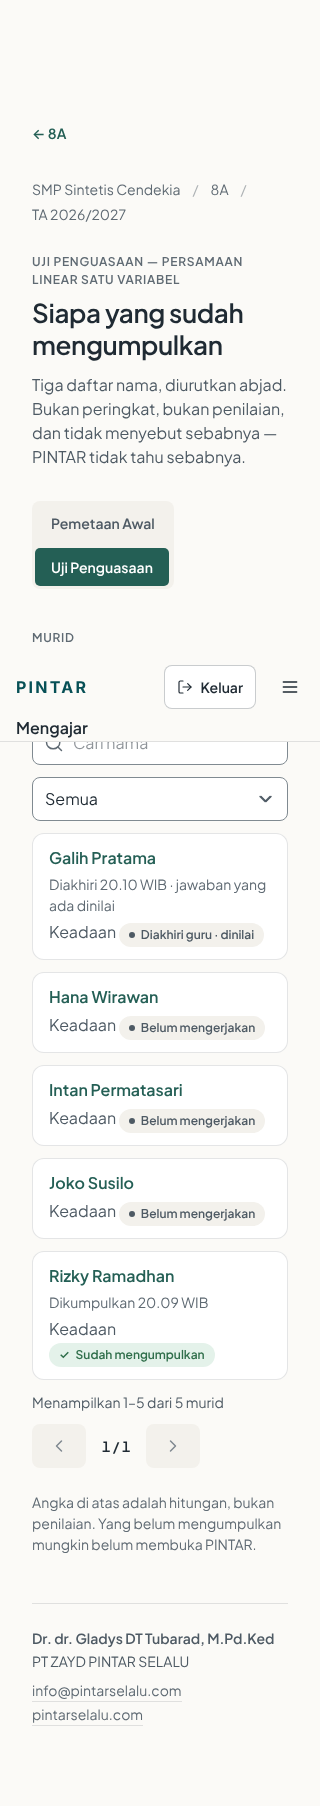 ← 8A
SMP Sintetis Cendekia / 8A /
TA 2026/2027
UJI PENGUASAAN — PERSAMAAN
LINEAR SATU VARIABEL
Siapa yang sudah
mengumpulkan
Tiga daftar nama, diurutkan abjad.
Bukan peringkat, bukan penilaian,
dan tidak menyebut sebabnya —
PINTAR tidak tahu sebabnya.
Pemetaan Awal
Uji Penguasaan
MURID
PINTAR
Keluar
Mengajar
Cari nama
Semua
Galih Pratama
Diakhiri 20.10 WIB · jawaban yang
ada dinilai
Keadaan Diakhiri guru · dinilai
Hana Wirawan
Keadaan Belum mengerjakan
Intan Permatasari
Keadaan Belum mengerjakan
Joko Susilo
Keadaan Belum mengerjakan
Rizky Ramadhan
Dikumpulkan 20.09 WIB
Keadaan
✓ Sudah mengumpulkan
Menampilkan 1–5 dari 5 murid
1/1
Angka di atas adalah hitungan, bukan
penilaian. Yang belum mengumpulkan
mungkin belum membuka PINTAR.
Dr. dr. Gladys DT Tubarad, M.Pd.Ked
PT ZAYD PINTAR SELALU
info@pintarselalu.com
pintarselalu.com